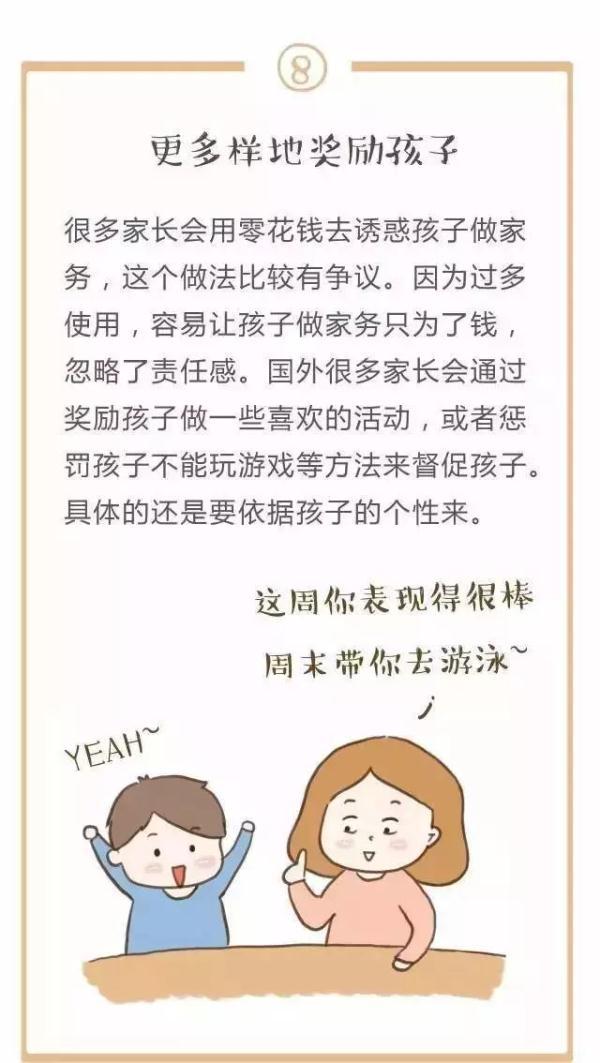 8
更多样地奖励孩子
很多家长会用零花钱去诱惑孩子做家
务，这个做法比较有争议。因为过多
使用，容易让孩子做家务只为了钱，
忽略了责任感。国外很多家长会通过
奖励孩子做一些喜欢的活动，或者惩
罚孩子不能玩游戏等方法来督促孩子。
具体的还是要依据孩子的个性来。
这周你表现得很棒
周末带你去游泳~
YEAH~